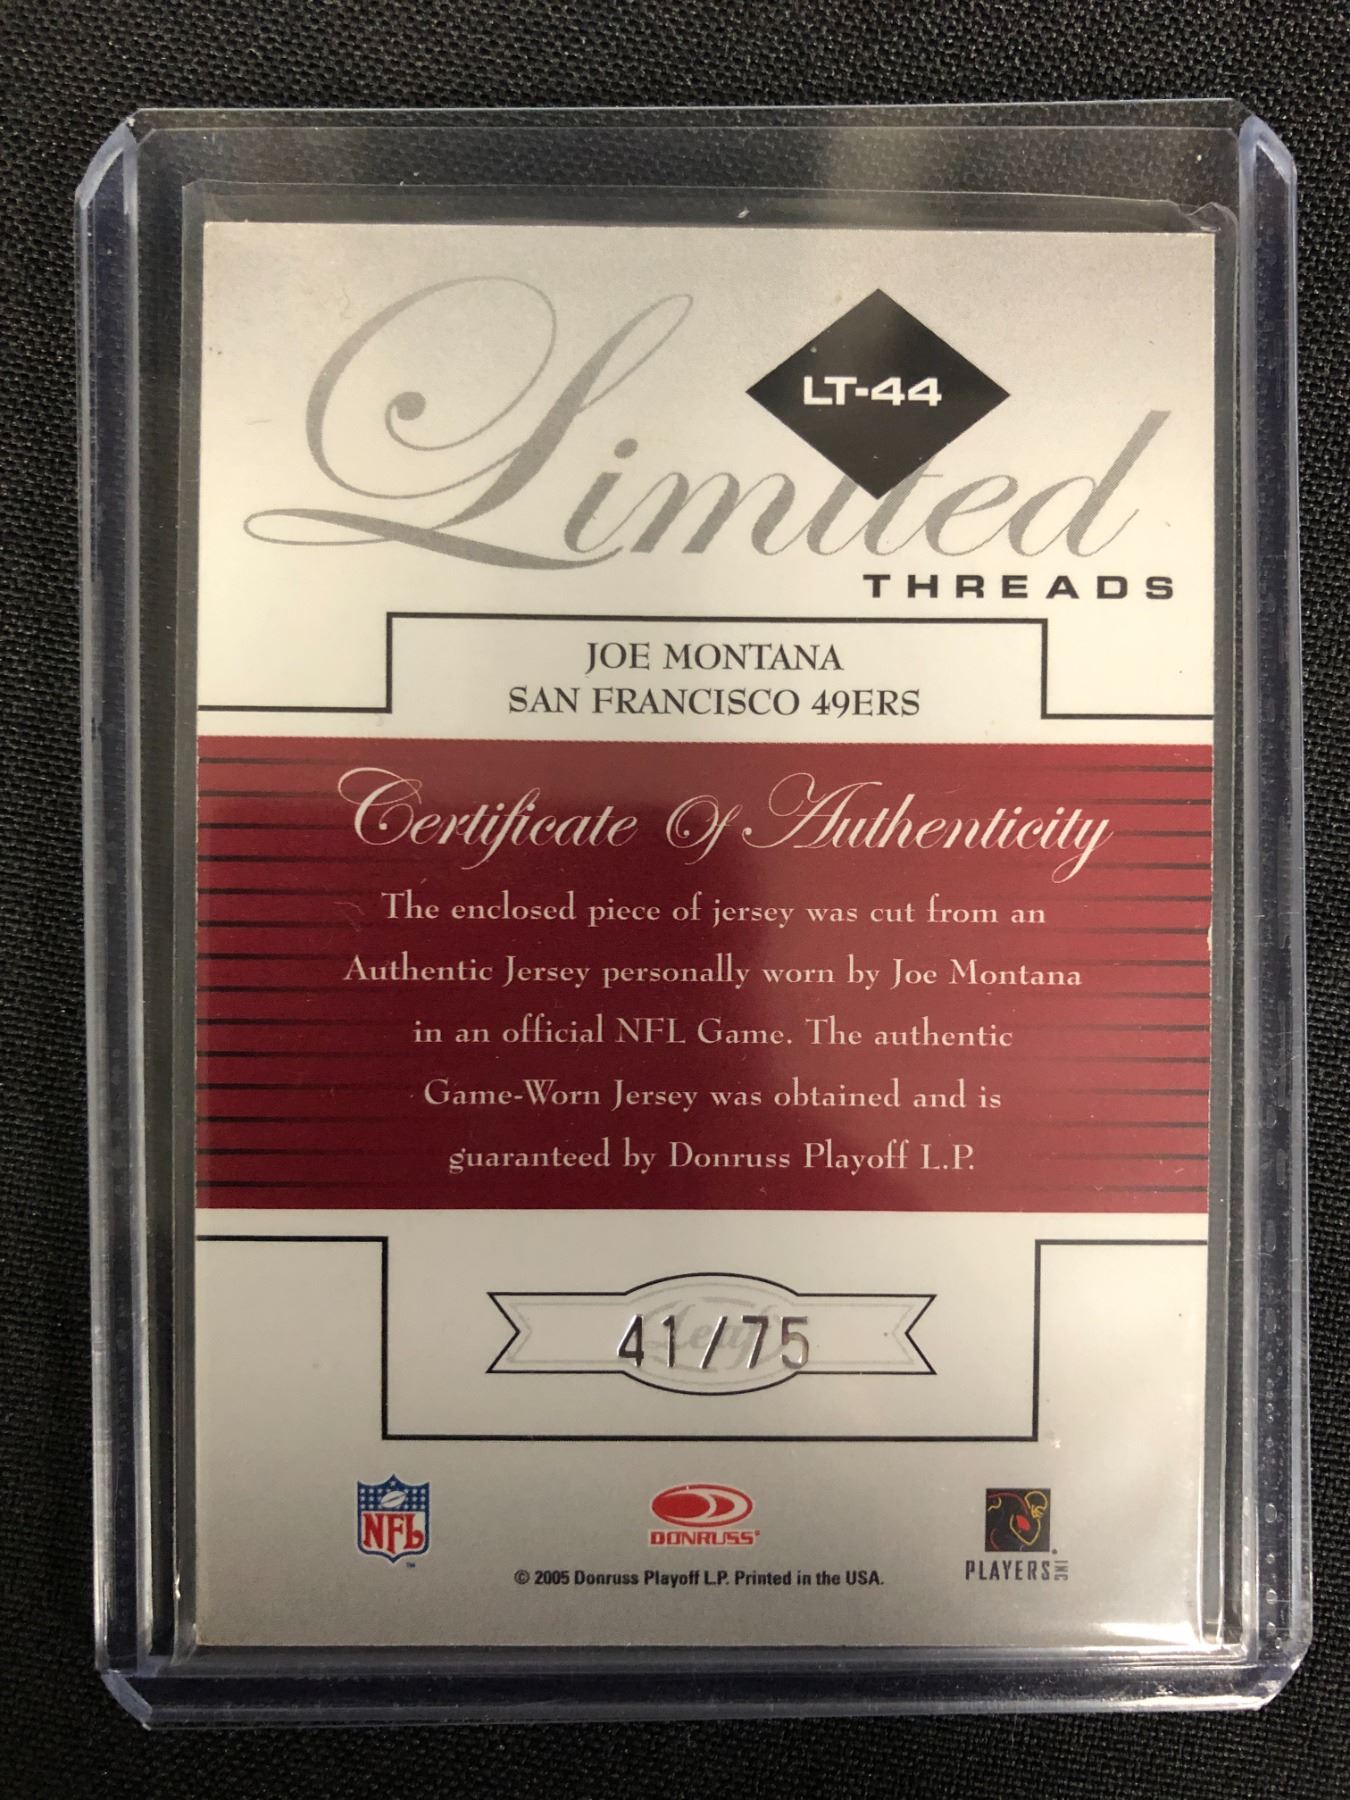 LT-44
Limited
THREADS
JOE MONTANA
SAN FRANCISCO 49ERS
Certificate Of Authenticity
The enclosed piece of jersey was cut from an
Authentic Jersey personally worn by Joe Montana
in an official NFL Game. The authentic
Game-Worn Jersey was obtained and is
guaranteed by Donruss Playoff L.P.
Leaf
41/75
NFL
DONRUSS
PLAYERS INC
© 2005 Donruss Playoff L.P. Printed in the USA.